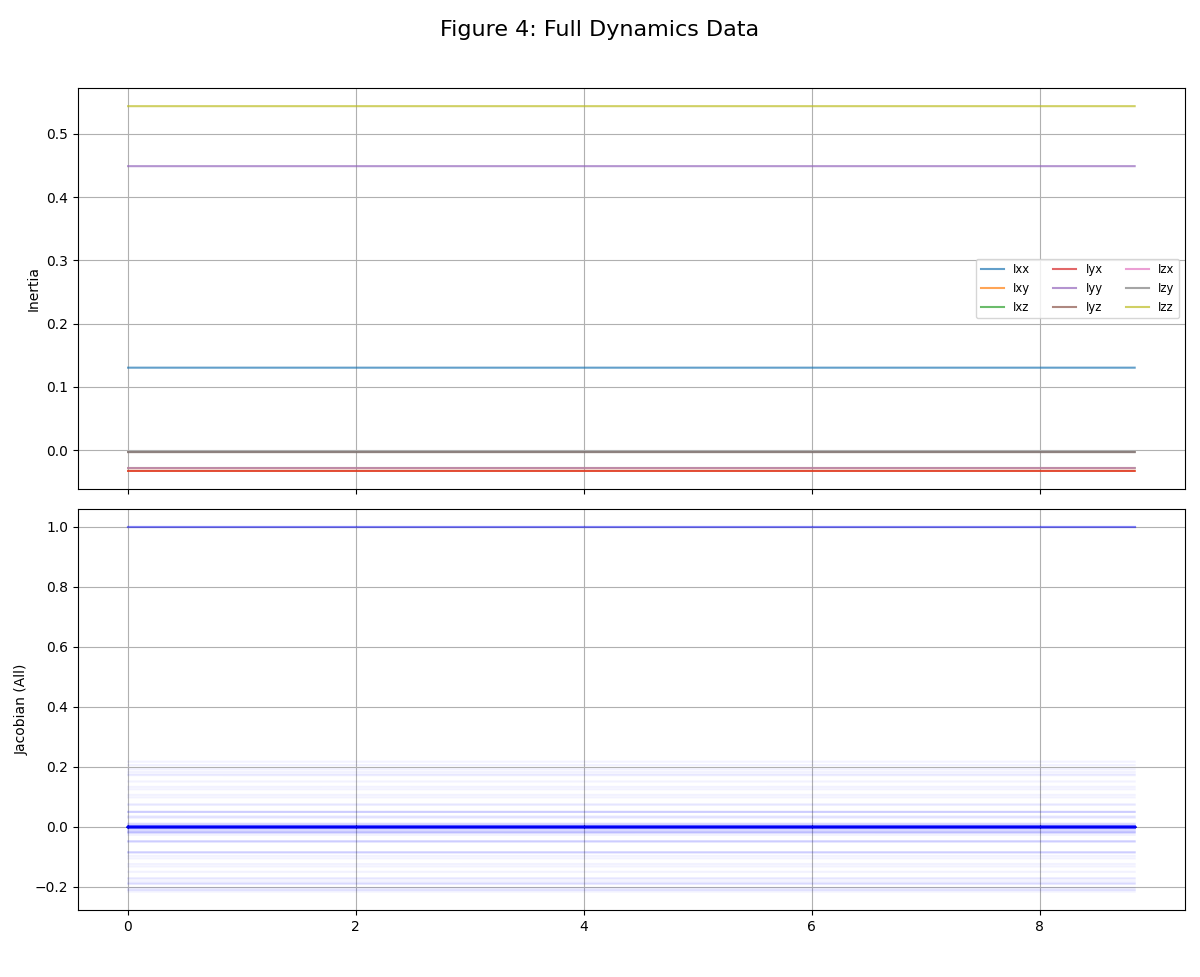 Figure 4: Full Dynamics Data
0.5
0.4
0.3
0.2
0.1
0.0
Inertia
Ixx Iyx Izx
Ixy Iyy Izy
Ixz Iyz Izz
1.0
0.8
0.6
0.4
0.2
0.0
−0.2
Jacobian (All)
0 2 4 6 8